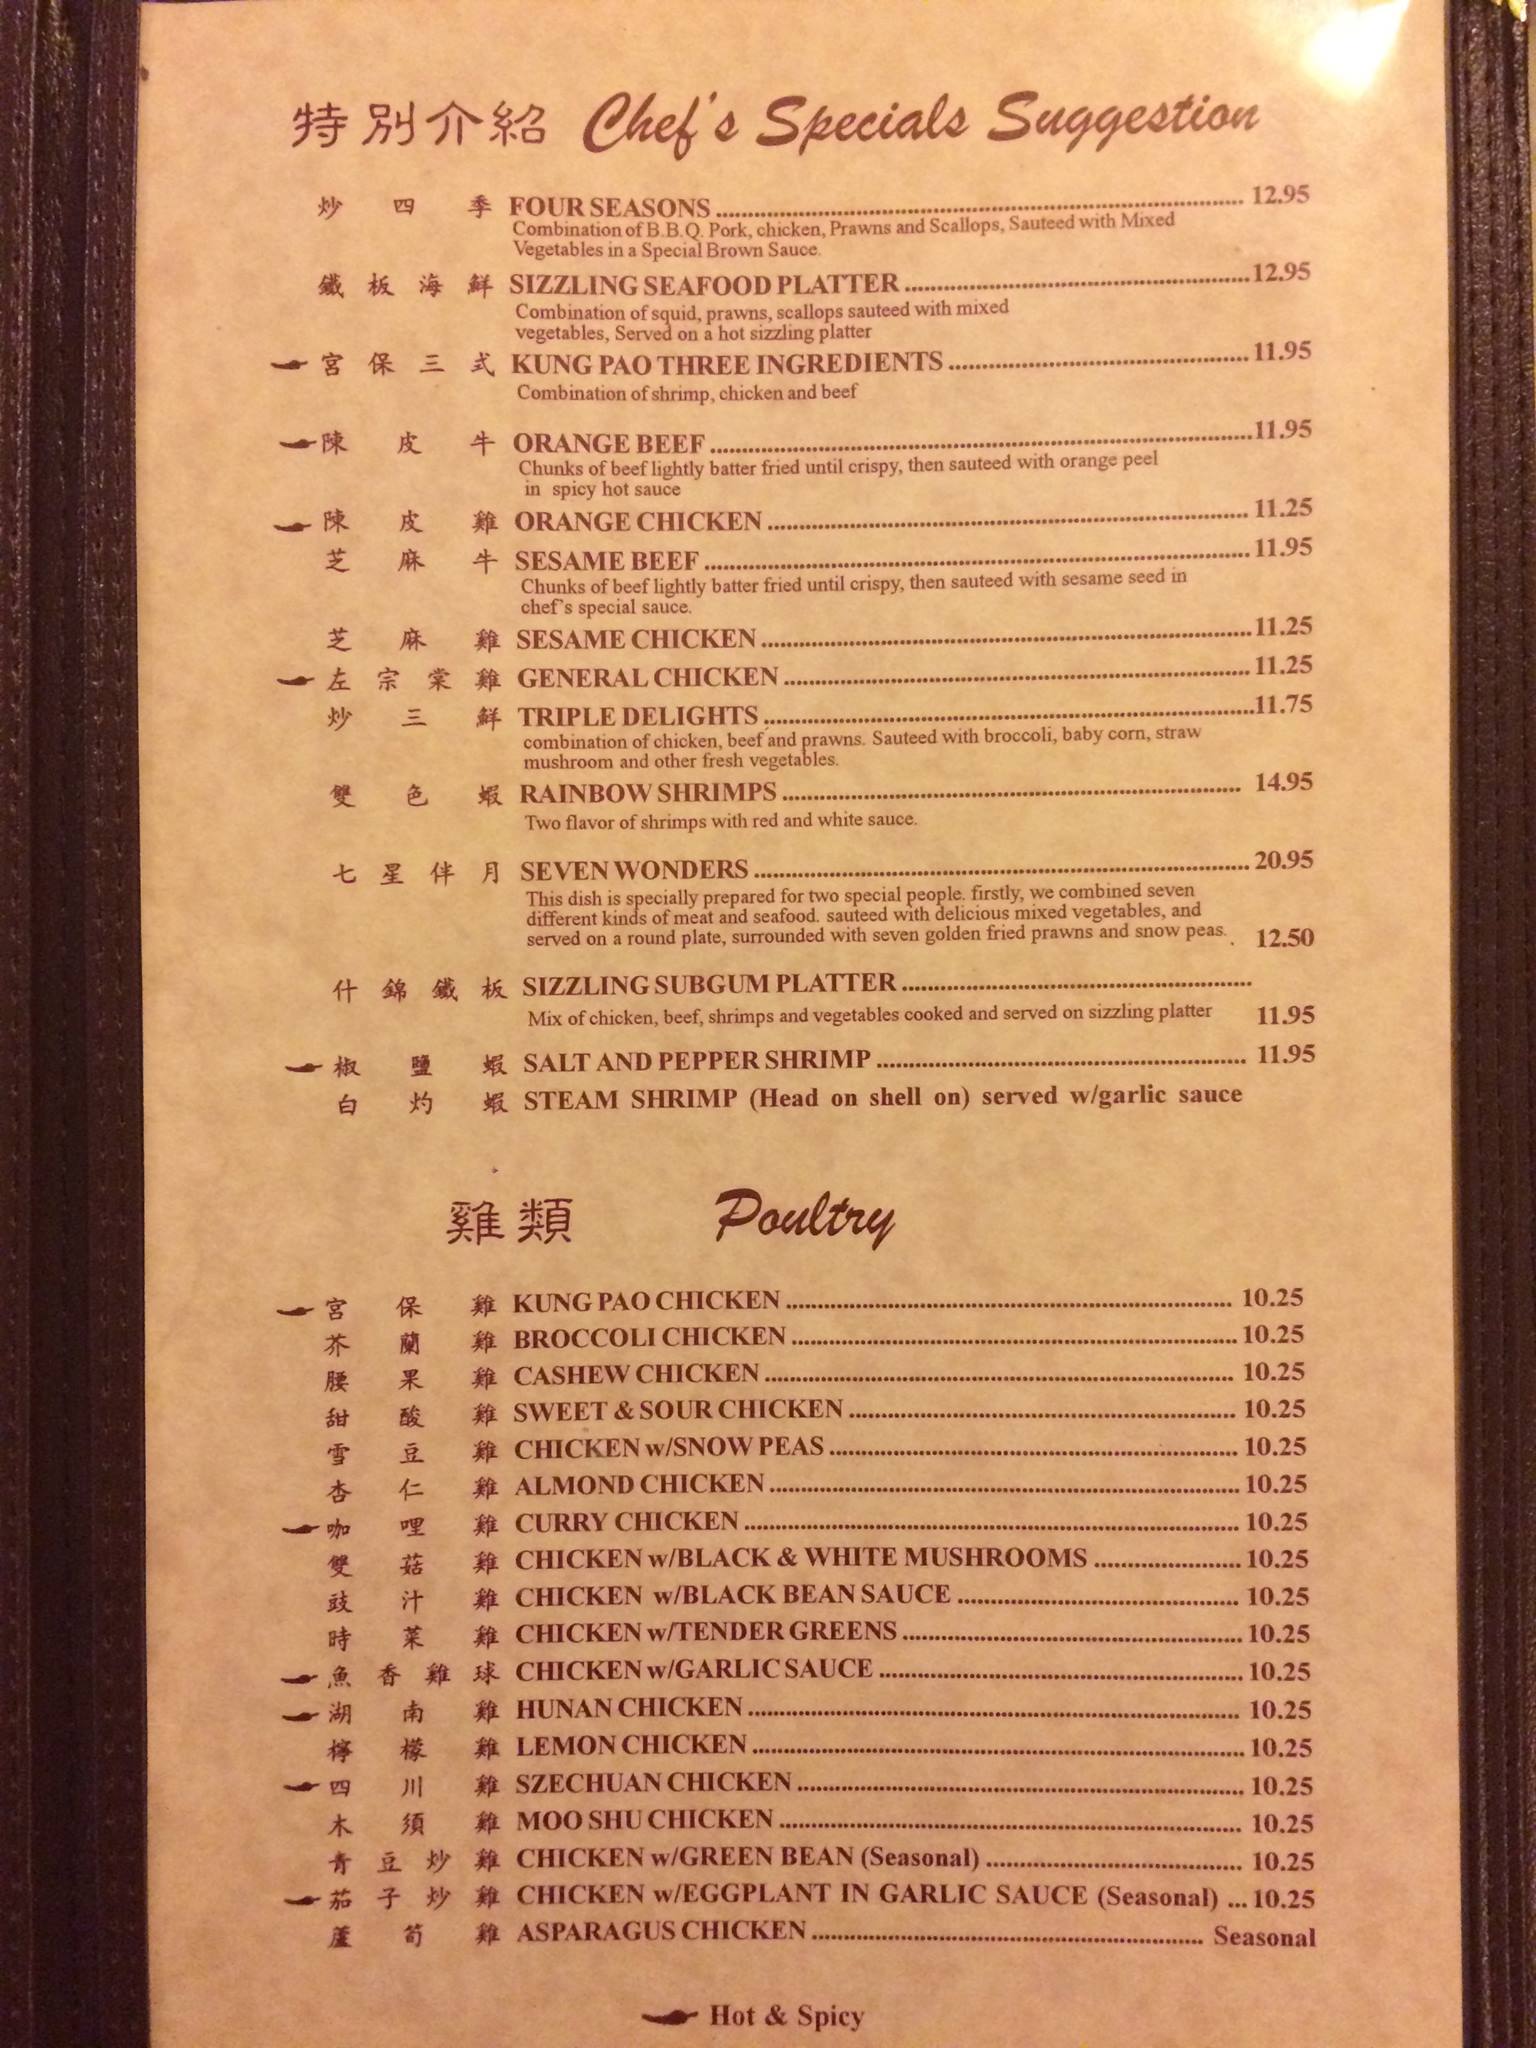 特別介紹 Chef's Specials Suggestion
炒四季 FOUR SEASONS ........ 12.95
Combination of B.B.Q. Pork, chicken, Prawns and Scallops, Sauteed with Mixed
Vegetables in a Special Brown Sauce.
鐵板海鮮 SIZZLING SEAFOOD PLATTER ........ 12.95
Combination of squid, prawns, scallops sauteed with mixed
vegetables, Served on a hot sizzling platter
宮保三式 KUNG PAO THREE INGREDIENTS ........ 11.95
Combination of shrimp, chicken and beef
陳皮牛 ORANGE BEEF ........ 11.95
Chunks of beef lightly batter fried until crispy, then sauteed with orange peel
in spicy hot sauce
陳皮雞 ORANGE CHICKEN ........ 11.25
芝麻牛 SESAME BEEF ........ 11.95
Chunks of beef lightly batter fried until crispy, then sauteed with sesame seed in
chef's special sauce.
芝麻雞 SESAME CHICKEN ........ 11.25
左宗棠雞 GENERAL CHICKEN ........ 11.25
炒三鮮 TRIPLE DELIGHTS ........ 11.75
combination of chicken, beef and prawns. Sauteed with broccoli, baby corn, straw
mushroom and other fresh vegetables.
雙色蝦 RAINBOW SHRIMPS ........ 14.95
Two flavor of shrimps with red and white sauce.
七星伴月 SEVEN WONDERS ........ 20.95
This dish is specially prepared for two special people. firstly, we combined seven
different kinds of meat and seafood. sauteed with delicious mixed vegetables, and
served on a round plate, surrounded with seven golden fried prawns and snow peas. 12.50
什錦鐵板 SIZZLING SUBGUM PLATTER ........
Mix of chicken, beef, shrimps and vegetables cooked and served on sizzling platter 11.95
椒鹽蝦 SALT AND PEPPER SHRIMP ........ 11.95
白灼蝦 STEAM SHRIMP (Head on shell on) served w/garlic sauce
雞類 Poultry
宮保雞 KUNG PAO CHICKEN ........ 10.25
芥蘭雞 BROCCOLI CHICKEN ........ 10.25
腰果雞 CASHEW CHICKEN ........ 10.25
甜酸雞 SWEET & SOUR CHICKEN ........ 10.25
雪豆雞 CHICKEN w/SNOW PEAS ........ 10.25
杏仁雞 ALMOND CHICKEN ........ 10.25
咖哩雞 CURRY CHICKEN ........ 10.25
雙菇雞 CHICKEN w/BLACK & WHITE MUSHROOMS ........ 10.25
豉汁雞 CHICKEN w/BLACK BEAN SAUCE ........ 10.25
時菜雞 CHICKEN w/TENDER GREENS ........ 10.25
魚香雞球 CHICKEN w/GARLIC SAUCE ........ 10.25
湖南雞 HUNAN CHICKEN ........ 10.25
檸檬雞 LEMON CHICKEN ........ 10.25
四川雞 SZECHUAN CHICKEN ........ 10.25
木須雞 MOO SHU CHICKEN ........ 10.25
青豆炒雞 CHICKEN w/GREEN BEAN (Seasonal) ........ 10.25
茄子炒雞 CHICKEN w/EGGPLANT IN GARLIC SAUCE (Seasonal) ... 10.25
蘆筍雞 ASPARAGUS CHICKEN ........ Seasonal
Hot & Spicy